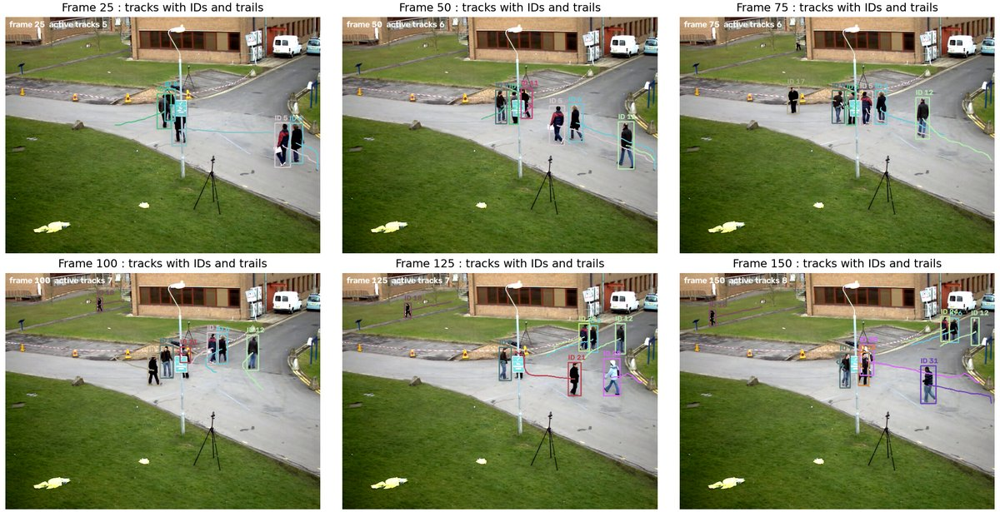 Frame 25 : tracks with IDs and trails
frame 25 active tracks 5
ID 5
Frame 50 : tracks with IDs and trails
frame 50 active tracks 6
ID 5
Frame 75 : tracks with IDs and trails
frame 75 active tracks 6
ID 17
ID 5
ID 12
Frame 100 : tracks with IDs and trails
frame 100 active tracks 7
ID 12
Frame 125 : tracks with IDs and trails
frame 125 active tracks 7
ID 18
ID 12
ID 21
Frame 150 : tracks with IDs and trails
frame 150 active tracks 8
ID 12
ID 31